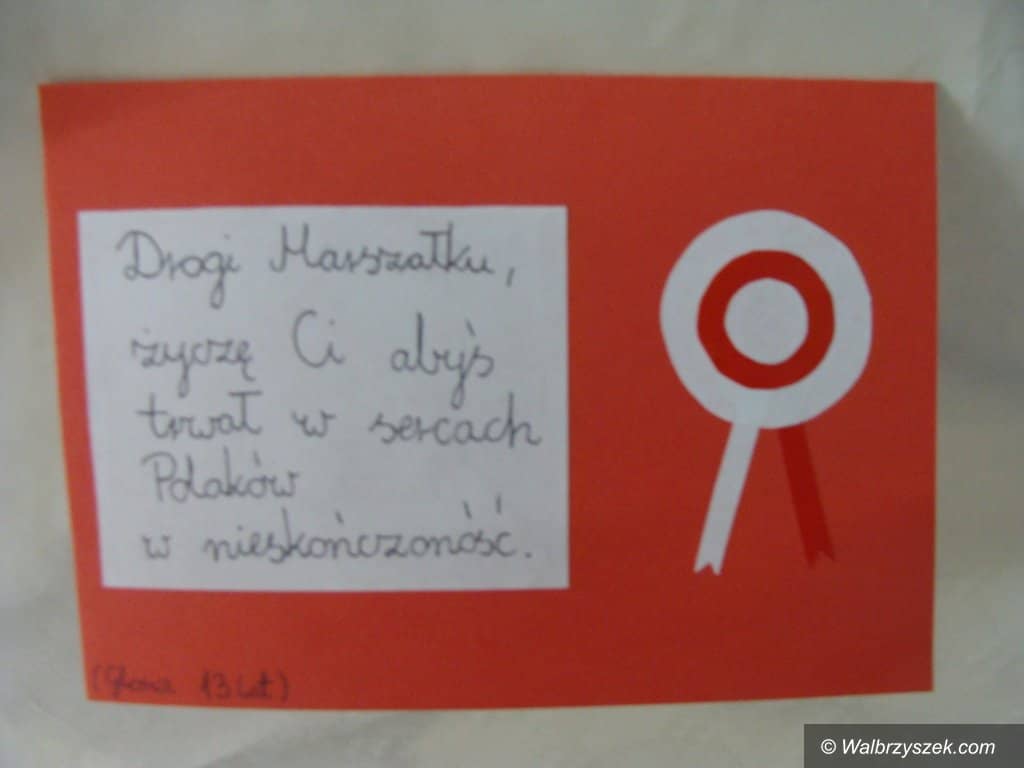 Drogi Marszałku,
życzę Ci abyś
trwał w sercach
Polaków
w nieskończoność.
13 lat)
© Walbrzyszek.com